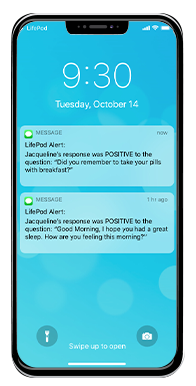 LifePod
9:30
Tuesday, October 14
MESSAGE now
LifePod Alert:
Jacqueline's response was POSITIVE to the
question: "Did you remember to take your pills
with breakfast?"
MESSAGE 1 hr ago
LifePod Alert:
Jacqueline's response was POSITIVE to the
question: "Good Morning, I hope you had a great
sleep. How are you feeling this morning?"
Swipe up to open